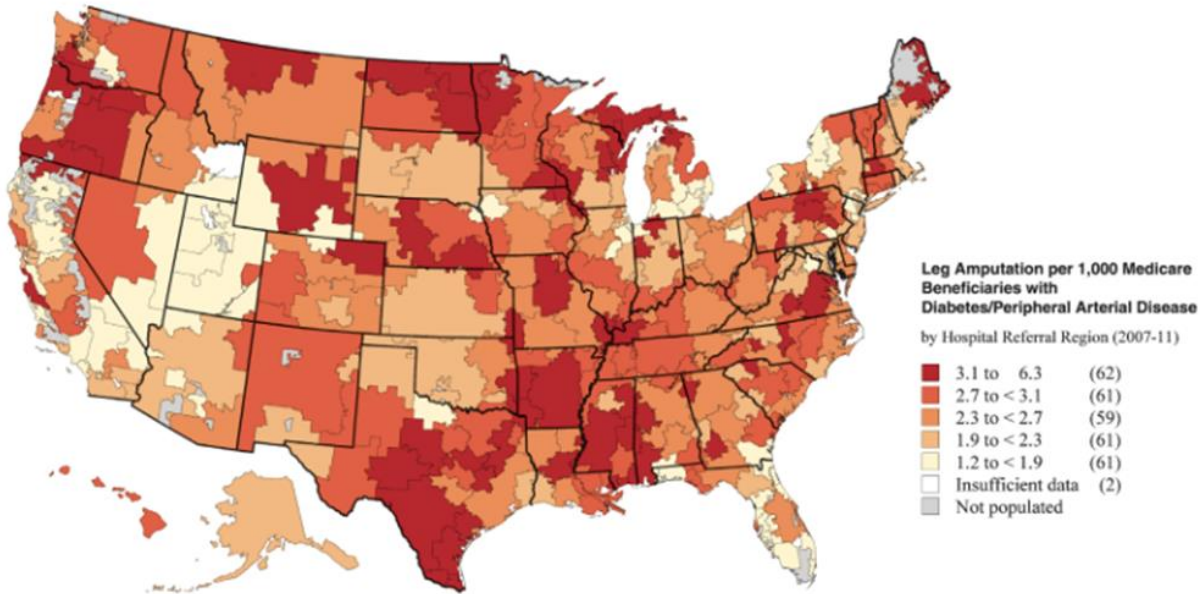 Leg Amputation per 1,000 Medicare
Beneficiaries with
Diabetes/Peripheral Arterial Disease
by Hospital Referral Region (2007-11)
3.1 to 6.3 (62)
2.7 to < 3.1 (61)
2.3 to < 2.7 (59)
1.9 to < 2.3 (61)
1.2 to < 1.9 (61)
Insufficient data (2)
Not populated